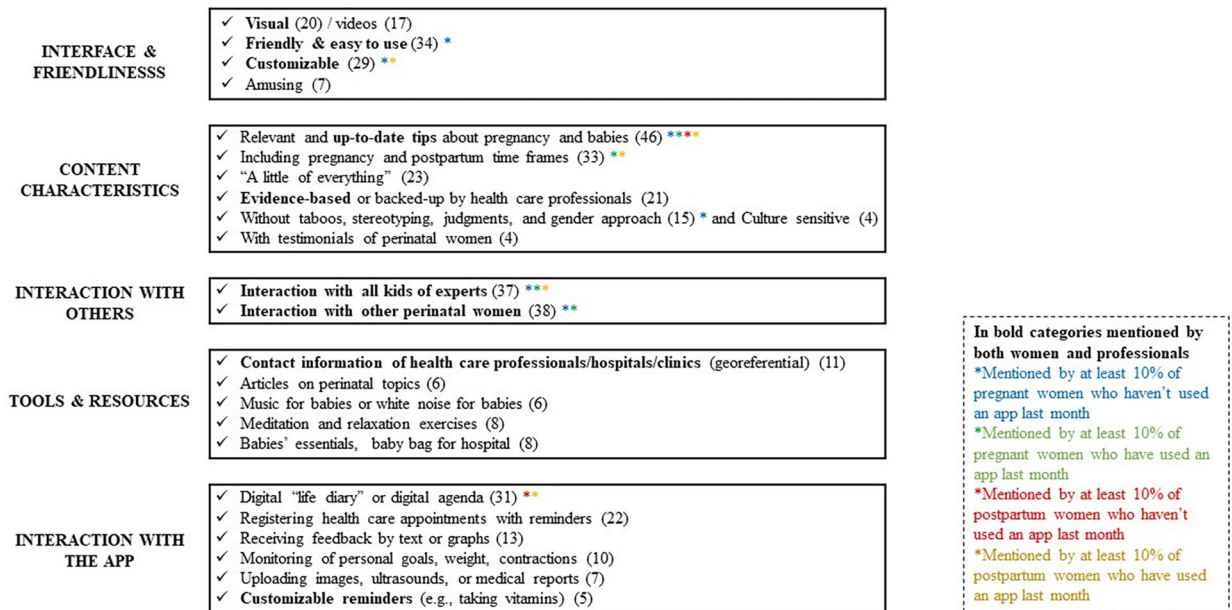 INTERFACE &
FRIENDLINESSS
✓ Visual (20) / videos (17)
✓ Friendly & easy to use (34) *
✓ Customizable (29) **
✓ Amusing (7)
CONTENT
CHARACTERISTICS
✓ Relevant and up-to-date tips about pregnancy and babies (46) ****
✓ Including pregnancy and postpartum time frames (33) **
✓ “A little of everything” (23)
✓ Evidence-based or backed-up by health care professionals (21)
✓ Without taboos, stereotyping, judgments, and gender approach (15) * and Culture sensitive (4)
✓ With testimonials of perinatal women (4)
INTERACTION WITH
OTHERS
✓ Interaction with all kids of experts (37) ***
✓ Interaction with other perinatal women (38) **
TOOLS & RESOURCES
✓ Contact information of health care professionals/hospitals/clinics (georeferential) (11)
✓ Articles on perinatal topics (6)
✓ Music for babies or white noise for babies (6)
✓ Meditation and relaxation exercises (8)
✓ Babies’ essentials, baby bag for hospital (8)
INTERACTION WITH
THE APP
✓ Digital “life diary” or digital agenda (31) **
✓ Registering health care appointments with reminders (22)
✓ Receiving feedback by text or graphs (13)
✓ Monitoring of personal goals, weight, contractions (10)
✓ Uploading images, ultrasounds, or medical reports (7)
✓ Customizable reminders (e.g., taking vitamins) (5)
In bold categories mentioned by
both women and professionals
*Mentioned by at least 10% of
pregnant women who haven’t used
an app last month
*Mentioned by at least 10% of
pregnant women who have used an
app last month
*Mentioned by at least 10% of
postpartum women who haven’t
used an app last month
*Mentioned by at least 10% of
postpartum women who have used
an app last month